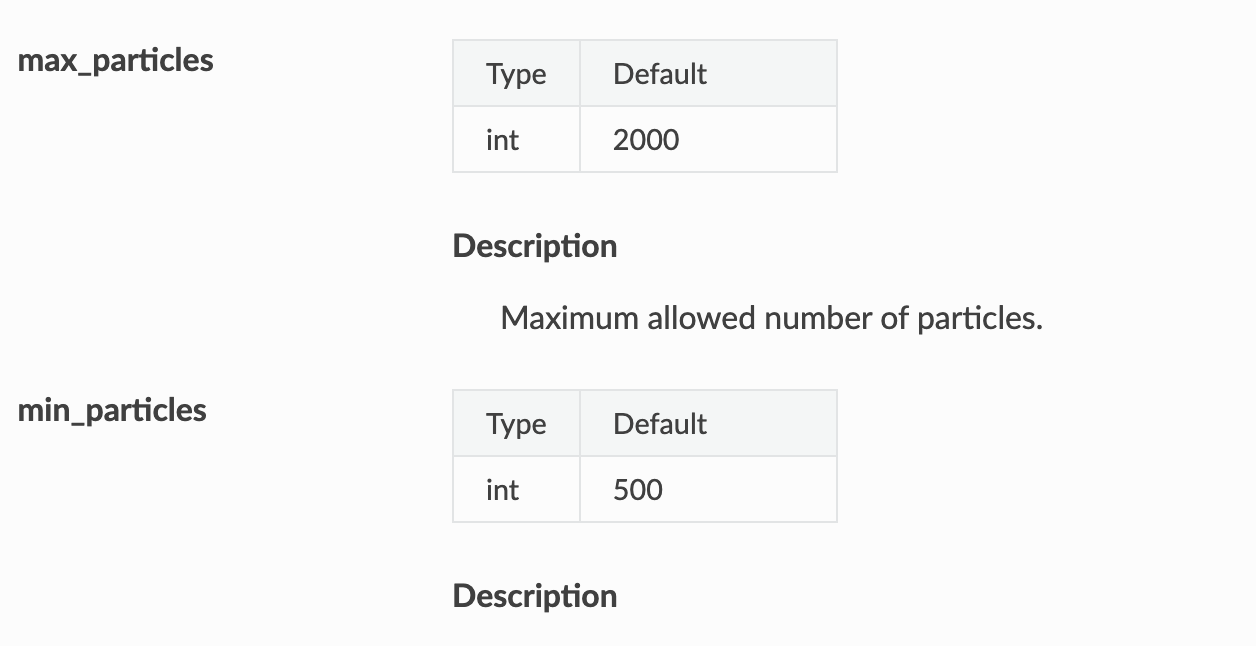 max_particles
Type Default
int 2000
Description
Maximum allowed number of particles.
min_particles
Type Default
int 500
Description